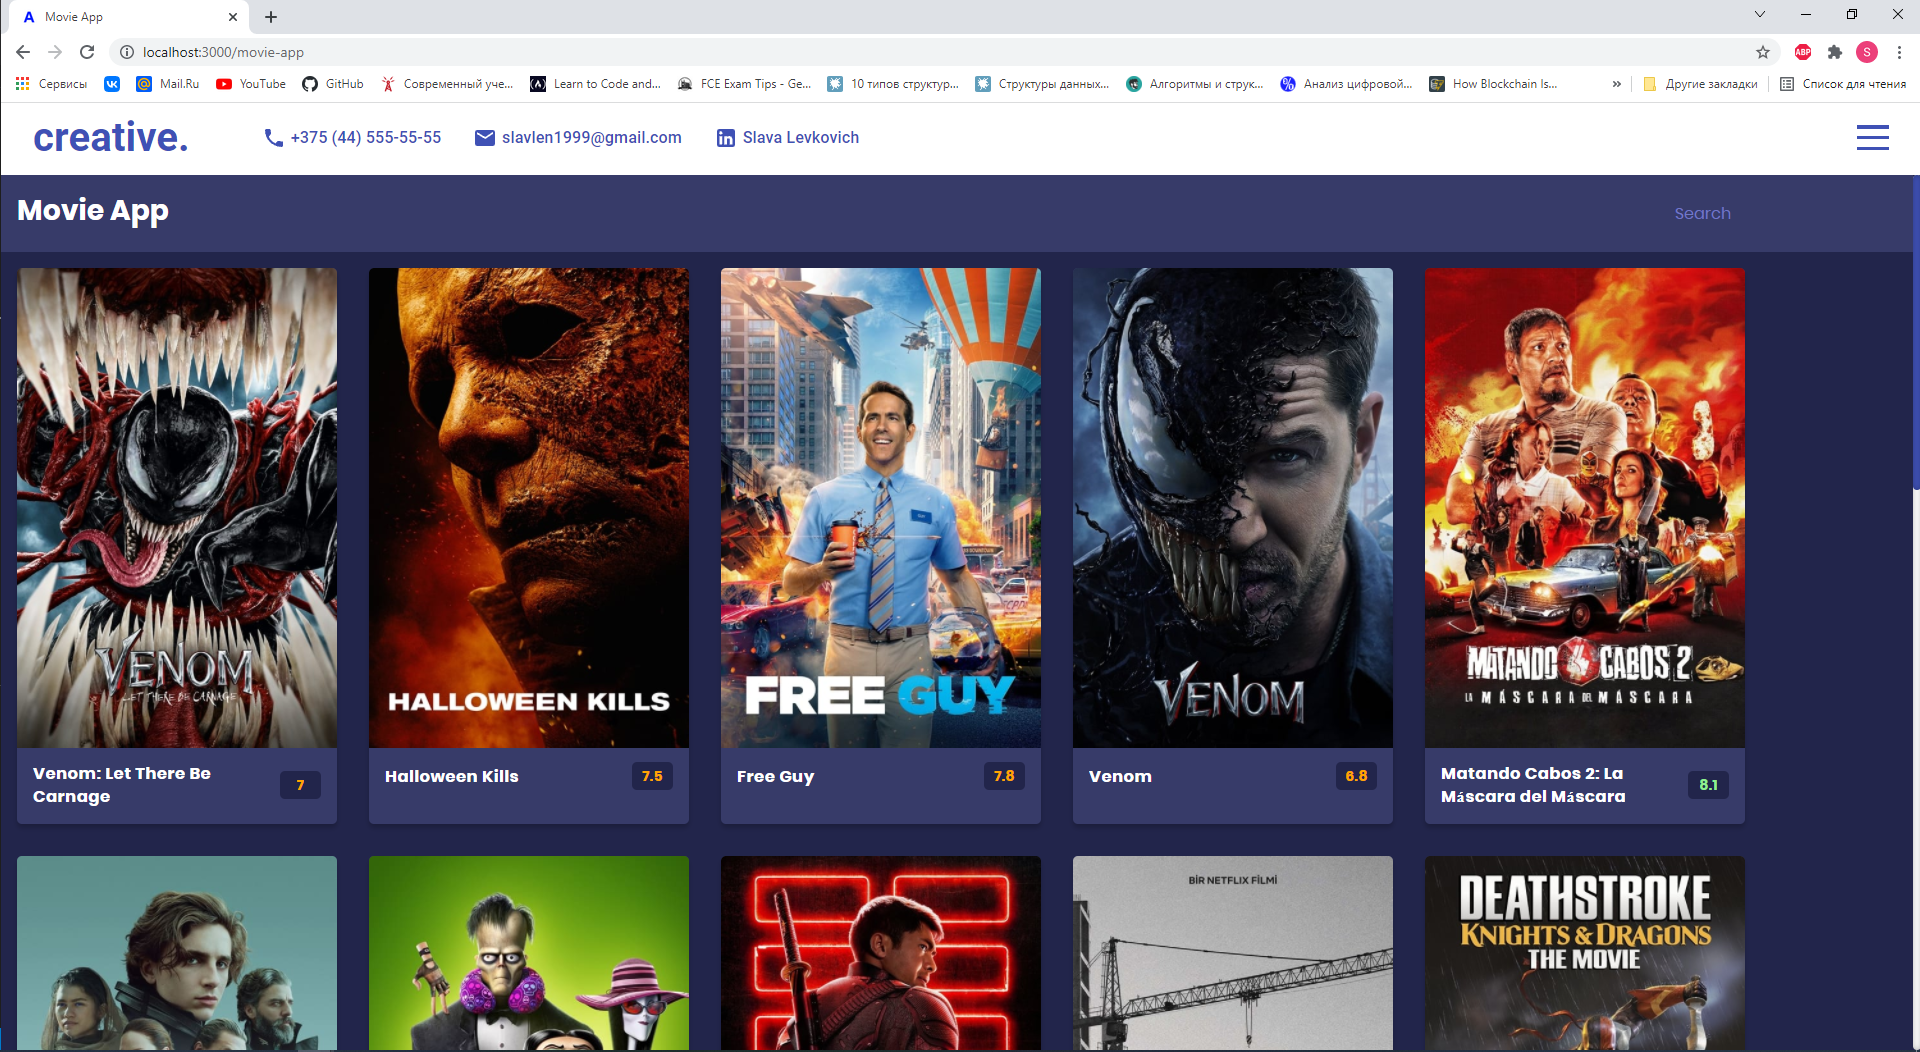 Movie App
localhost:3000/movie-app
ABP
S
Сервисы
Mail.Ru
YouTube
GitHub
Современный уче...
Learn to Code and...
FCE Exam Tips - Ge...
10 типов структур...
Структуры данных...
Алгоритмы и струк...
Анализ цифровой...
How Blockchain Is...
»
Другие закладки
Список для чтения
creative.
+375 (44) 555-55-55
slavlen1999@gmail.com
Slava Levkovich
Movie App
Search
VENOM
LET THERE BE CARNAGE
HALLOWEEN KILLS
FREE GUY
VENOM
MATANDO CABOS 2
LA MÁSCARA DEL MÁSCARA
Venom: Let There Be
Carnage
7
Halloween Kills
7.5
Free Guy
7.8
Venom
6.8
Matando Cabos 2: La
Máscara del Máscara
8.1
BİR NETFLIX FİLMİ
DEATHSTROKE
KNIGHTS & DRAGONS
THE MOVIE